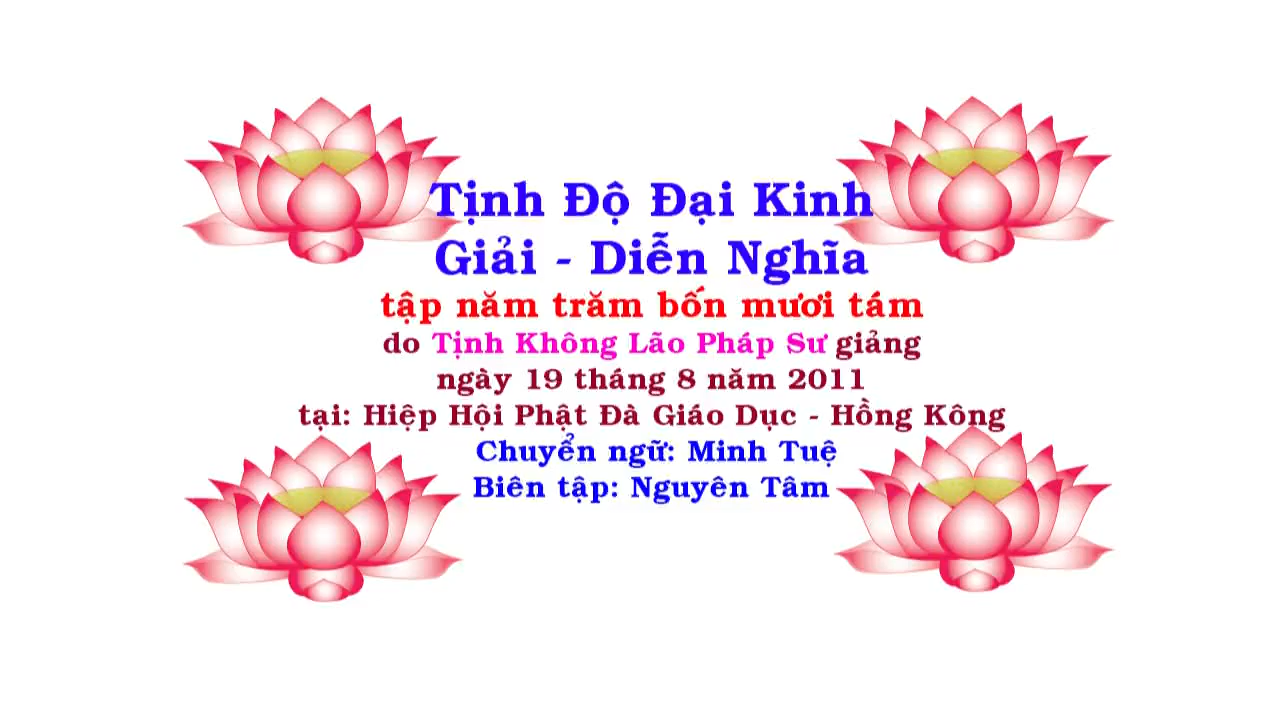 Tịnh Độ Đại Kinh
Giải - Diễn Nghĩa
tập năm trăm bốn mươi tám
do Tịnh Không Lão Pháp Sư giảng
ngày 19 tháng 8 năm 2011
tại: Hiệp Hội Phật Đà Giáo Dục - Hồng Kông
Chuyển ngữ: Minh Tuệ
Biên tập: Nguyên Tâm